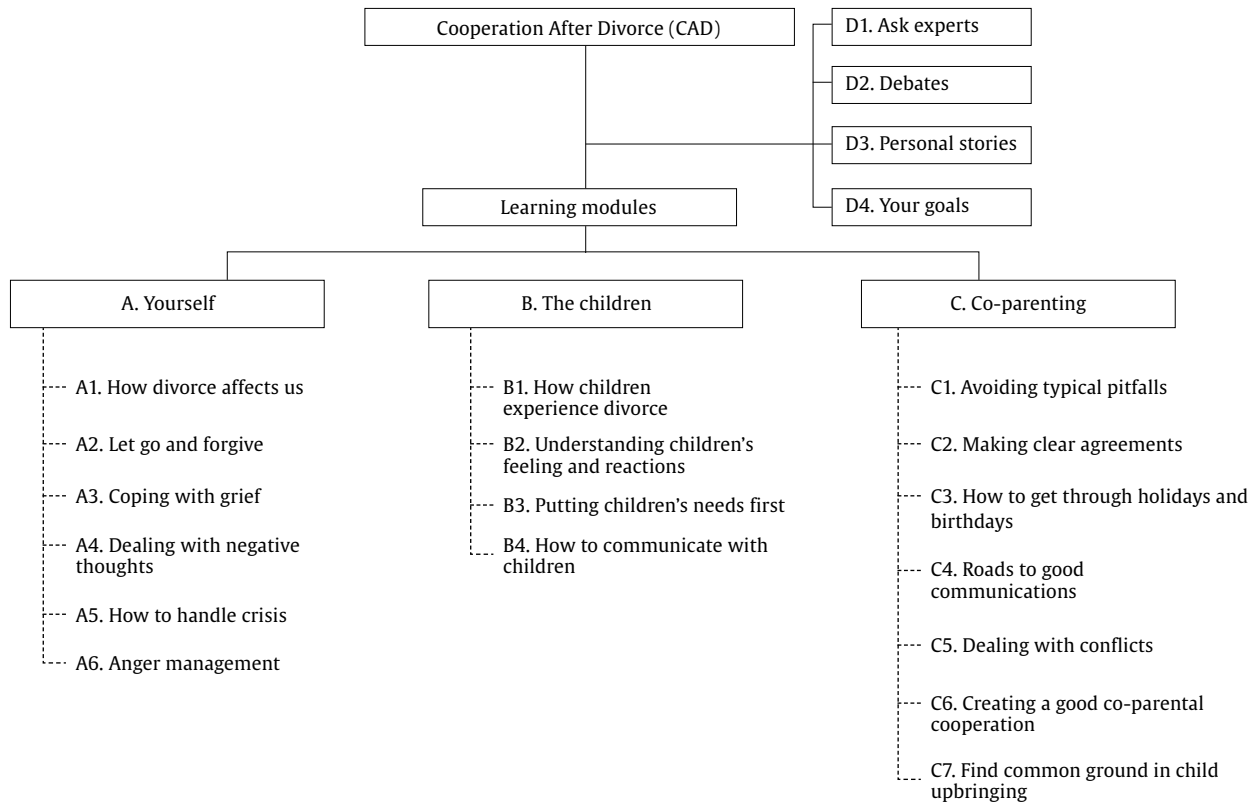 Cooperation After Divorce (CAD)
D1. Ask experts
D2. Debates
D3. Personal stories
D4. Your goals
Learning modules
A. Yourself
A1. How divorce affects us
A2. Let go and forgive
A3. Coping with grief
A4. Dealing with negative
thoughts
A5. How to handle crisis
A6. Anger management
B. The children
B1. How children
experience divorce
B2. Understanding children’s
feeling and reactions
B3. Putting children’s needs first
B4. How to communicate with
children
C. Co-parenting
C1. Avoiding typical pitfalls
C2. Making clear agreements
C3. How to get through holidays and
birthdays
C4. Roads to good
communications
C5. Dealing with conflicts
C6. Creating a good co-parental
cooperation
C7. Find common ground in child
upbringing